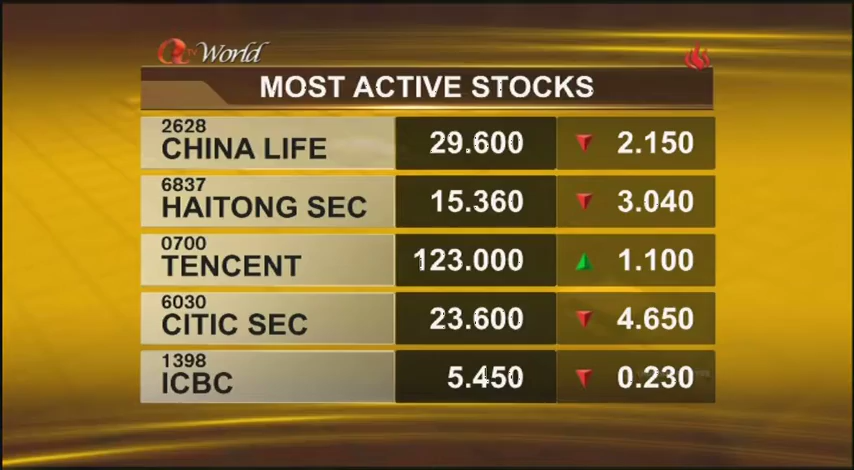 aTV World
MOST ACTIVE STOCKS
2628
CHINA LIFE 29.600 2.150
6837
HAITONG SEC 15.360 3.040
0700
TENCENT 123.000 1.100
6030
CITIC SEC 23.600 4.650
1398
ICBC 5.450 0.230